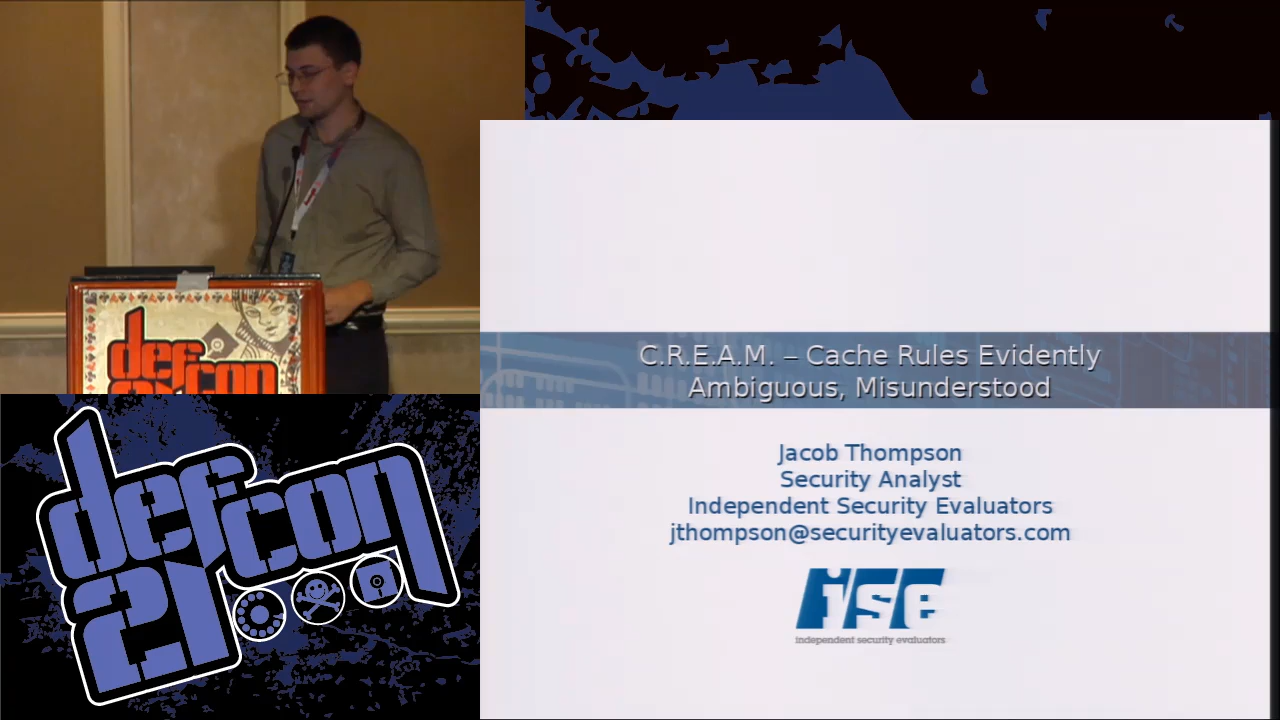 defcon
defcon
21
C.R.E.A.M. – Cache Rules Evidently
Ambiguous, Misunderstood
Jacob Thompson
Security Analyst
Independent Security Evaluators
jthompson@securityevaluators.com
ise
independent security evaluators